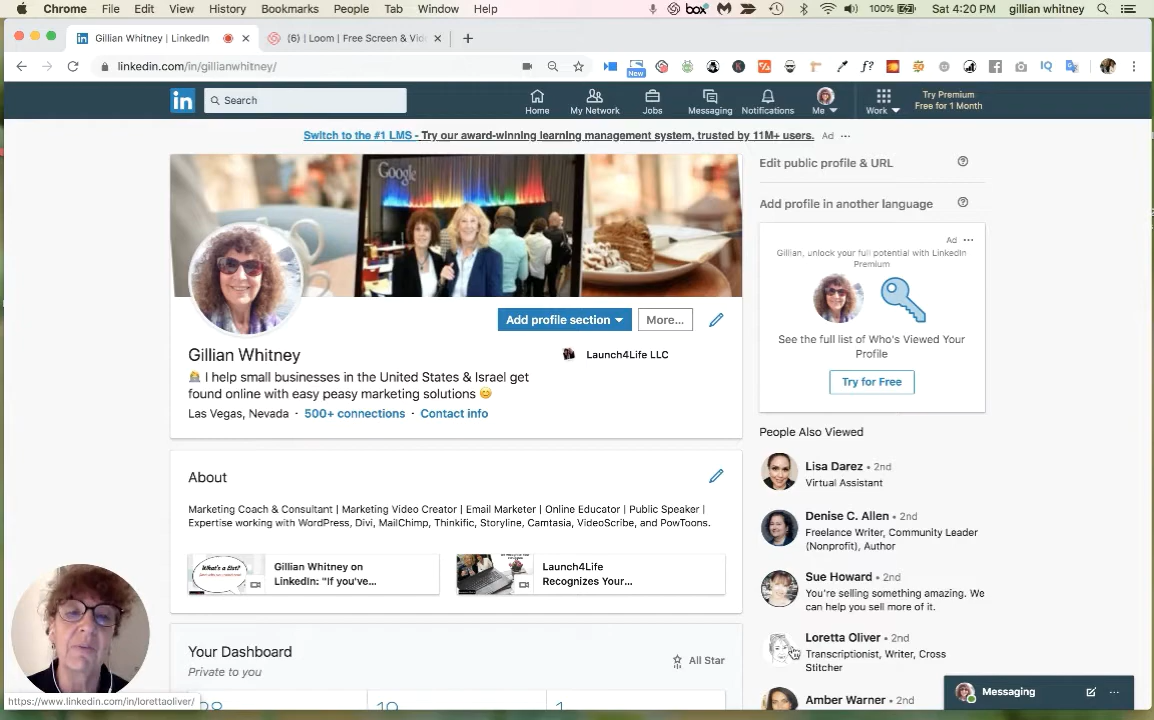 Chrome File Edit View History Bookmarks People Tab Window Help box 100% Sat 4:20 PM gillian whitney
Gillian Whitney | LinkedIn (6) | Loom | Free Screen & Vid
linkedin.com/in/gillianwhitney/ New f? IQ
in Search Home My Network Jobs Messaging Notifications Me Work Try Premium Free for 1 Month
Switch to the #1 LMS - Try our award-winning learning management system, trusted by 11M+ users. Ad ...
Google
Add profile section More...
Gillian Whitney
Launch4Life LLC
I help small businesses in the United States & Israel get
found online with easy peasy marketing solutions
Las Vegas, Nevada · 500+ connections · Contact info
About
Marketing Coach & Consultant | Marketing Video Creator | Email Marketer | Online Educator | Public Speaker |
Expertise working with WordPress, Divi, MailChimp, Thinkific, Storyline, Camtasia, VideoScribe, and PowToons.
What's a List?
Gillian Whitney on
LinkedIn: "If you've...
Launch4Life
Recognizes Your...
Your Dashboard
Private to you
All Star
19
1
Edit public profile & URL
Add profile in another language
Ad ...
Gillian, unlock your full potential with LinkedIn
Premium
See the full list of Who's Viewed Your
Profile
Try for Free
People Also Viewed
Lisa Darez • 2nd
Virtual Assistant
Denise C. Allen • 2nd
Freelance Writer, Community Leader
(Nonprofit), Author
Sue Howard • 2nd
You're selling something amazing. We
can help you sell more of it.
Loretta Oliver • 2nd
Transcriptionist, Writer, Cross
Stitcher
Amber Warner • 2nd
Messaging ...
https://www.linkedin.com/in/lorettaoliver/